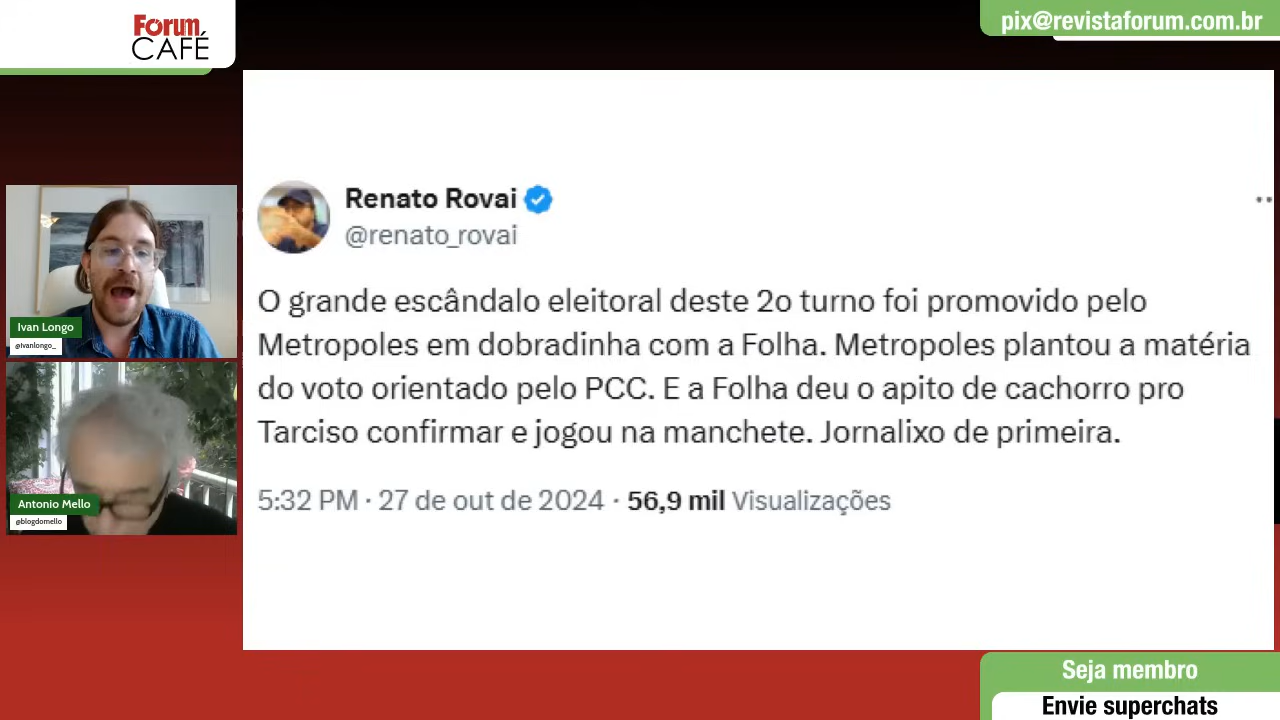 Fórum
CAFÉ
pix@revistaforum.com.br
Renato Rovai
@renato_rovai
O grande escândalo eleitoral deste 2o turno foi promovido pelo
Metropoles em dobradinha com a Folha. Metropoles plantou a matéria
do voto orientado pelo PCC. E a Folha deu o apito de cachorro pro
Tarciso confirmar e jogou na manchete. Jornalixo de primeira.
5:32 PM · 27 de out de 2024 · 56,9 mil Visualizações
Ivan Longo
@ivanlongo_
Antonio Mello
@blogdomello
Seja membro
Envie superchats